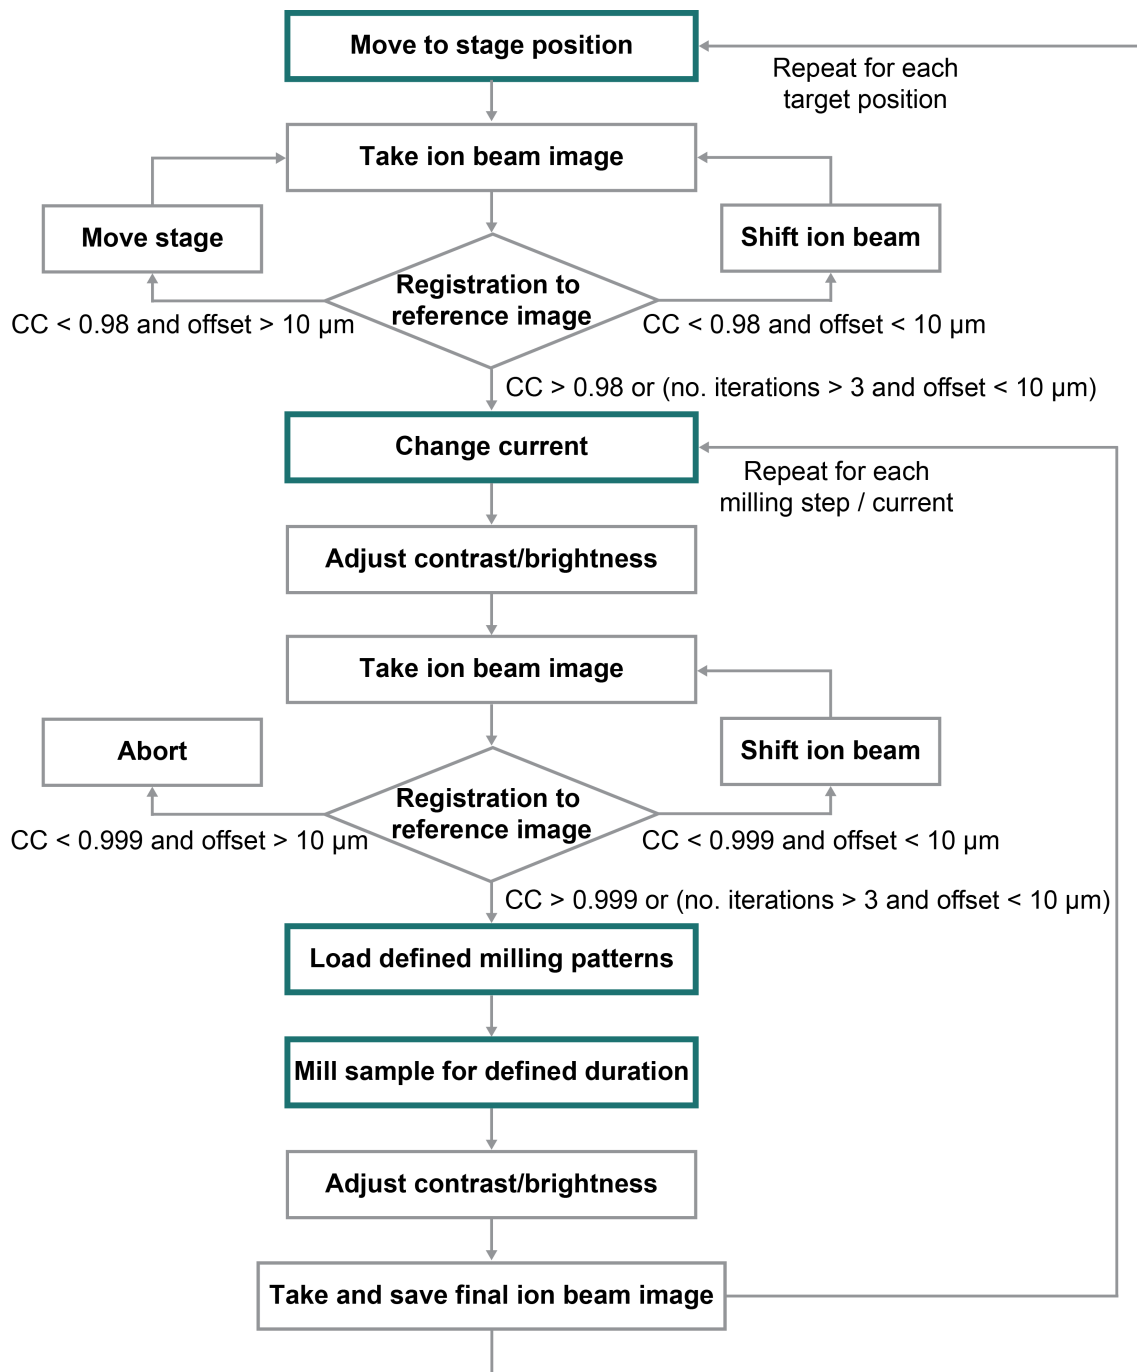 Move to stage position
Repeat for each
target position
Take ion beam image
Move stage
Shift ion beam
Registration to
reference image
CC < 0.98 and offset > 10 µm
CC < 0.98 and offset < 10 µm
CC > 0.98 or (no. iterations > 3 and offset < 10 µm)
Change current
Repeat for each
milling step / current
Adjust contrast/brightness
Take ion beam image
Abort
Shift ion beam
Registration to
reference image
CC < 0.999 and offset > 10 µm
CC < 0.999 and offset < 10 µm
CC > 0.999 or (no. iterations > 3 and offset < 10 µm)
Load defined milling patterns
Mill sample for defined duration
Adjust contrast/brightness
Take and save final ion beam image